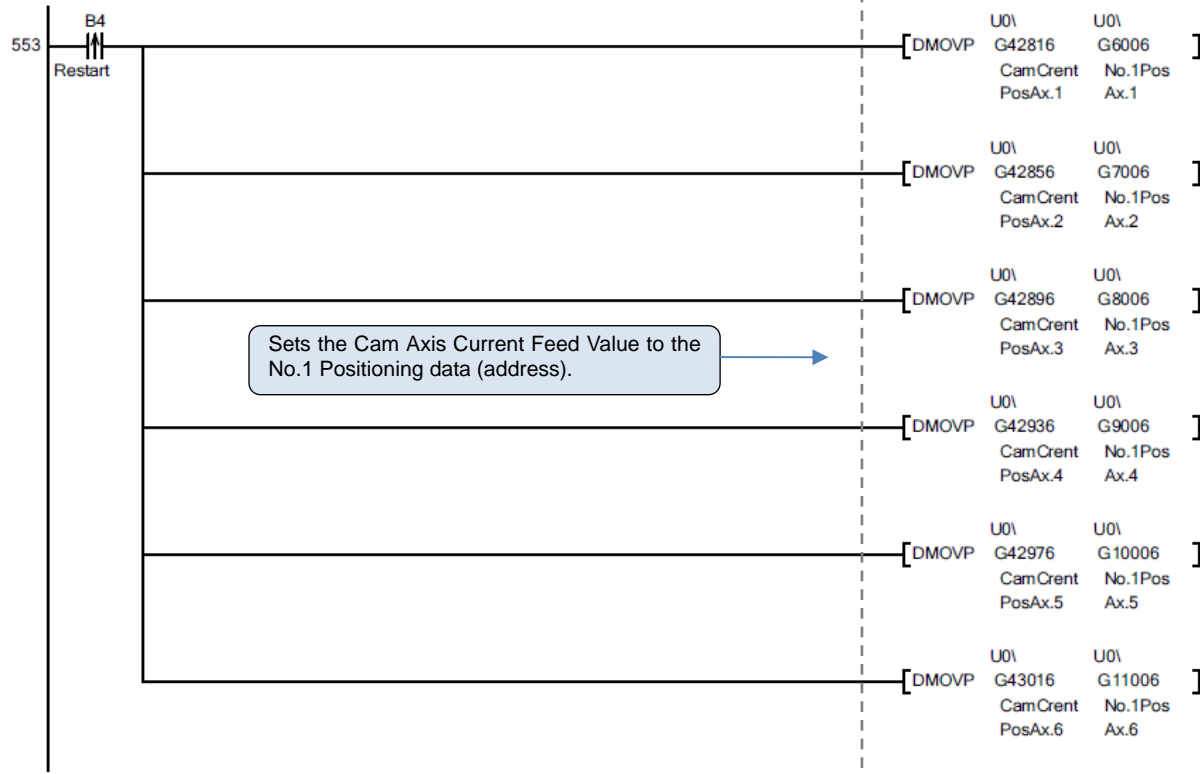 B4
553
Restart
U0\ U0\
DMOVP G42816 G6006
CamCrent No.1Pos
PosAx.1 Ax.1
U0\ U0\
DMOVP G42856 G7006
CamCrent No.1Pos
PosAx.2 Ax.2
U0\ U0\
DMOVP G42896 G8006
CamCrent No.1Pos
PosAx.3 Ax.3
Sets the Cam Axis Current Feed Value to the
No.1 Positioning data (address).
U0\ U0\
DMOVP G42936 G9006
CamCrent No.1Pos
PosAx.4 Ax.4
U0\ U0\
DMOVP G42976 G10006
CamCrent No.1Pos
PosAx.5 Ax.5
U0\ U0\
DMOVP G43016 G11006
CamCrent No.1Pos
PosAx.6 Ax.6